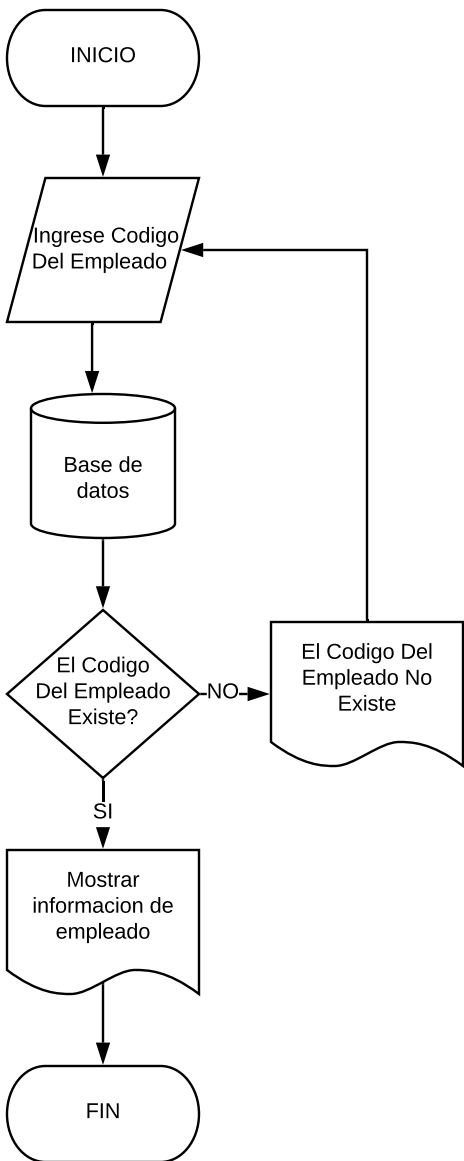 INICIO
Ingrese Codigo
Del Empleado
Base de
datos
El Codigo
Del Empleado
Existe?
NO
El Codigo Del
Empleado No
Existe
SI
Mostrar
informacion de
empleado
FIN